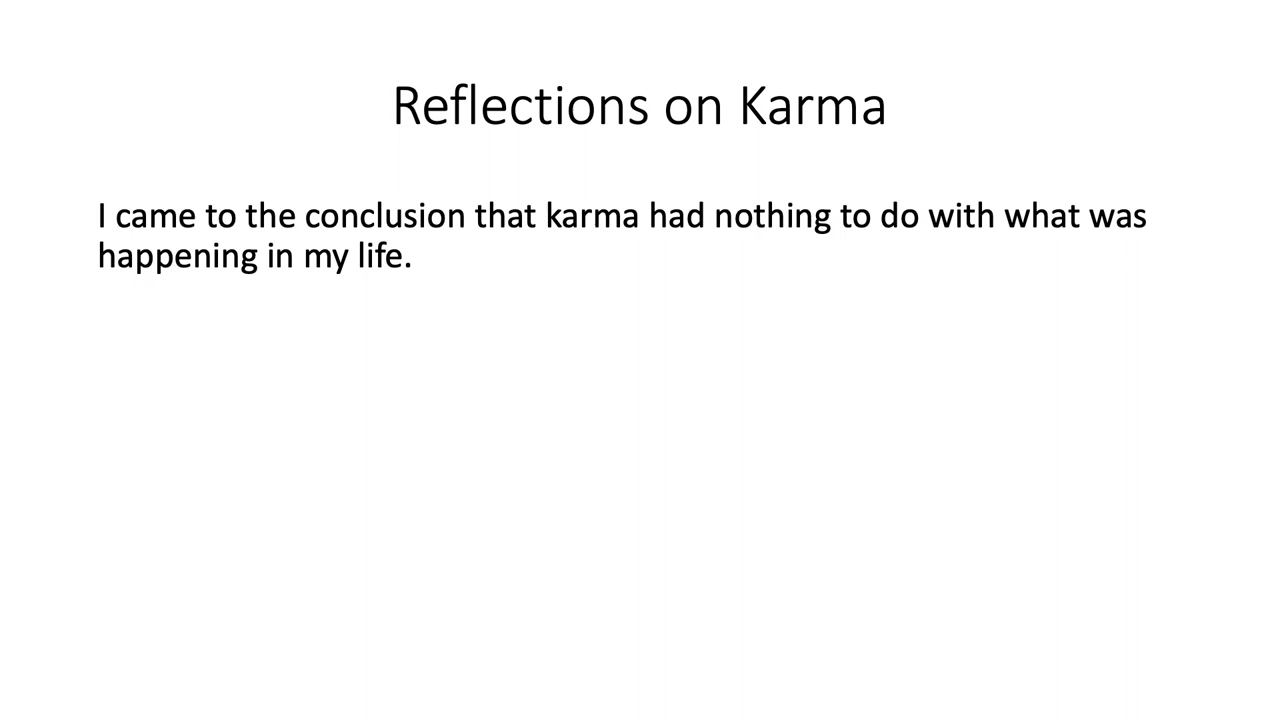 Reflections on Karma
I came to the conclusion that karma had nothing to do with what was
happening in my life.